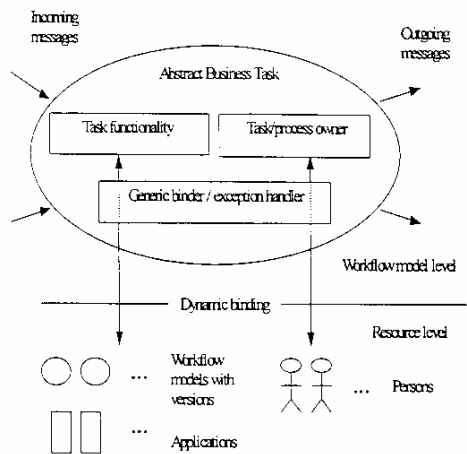 Incoming
messages
Outgoing
messages
Abstract Business Task
Task functionality
Task/process owner
Generic binder / exception handler
Workflow model level
Dynamic binding
Resource level
... Workflow
models with
versions
... Persons
... Applications